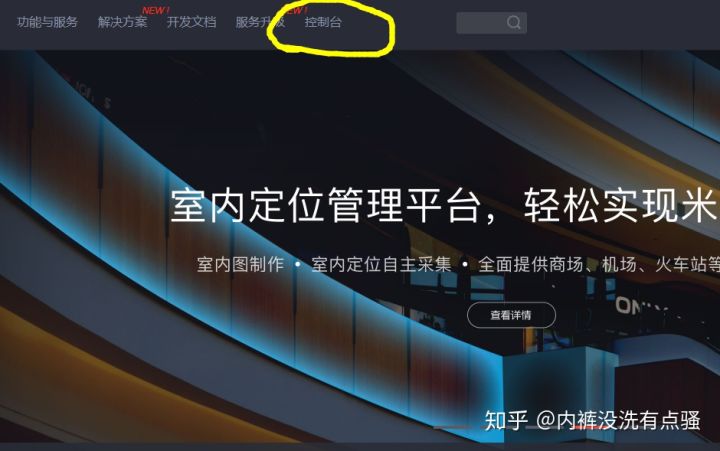 NEW! NEW!
功能与服务 解决方案 开发文档 服务升级 控制台
室内定位管理平台，轻松实现米
室内图制作 • 室内定位自主采集 • 全面提供商场、机场、火车站等
查看详情
知乎 @内裤没洗有点骚